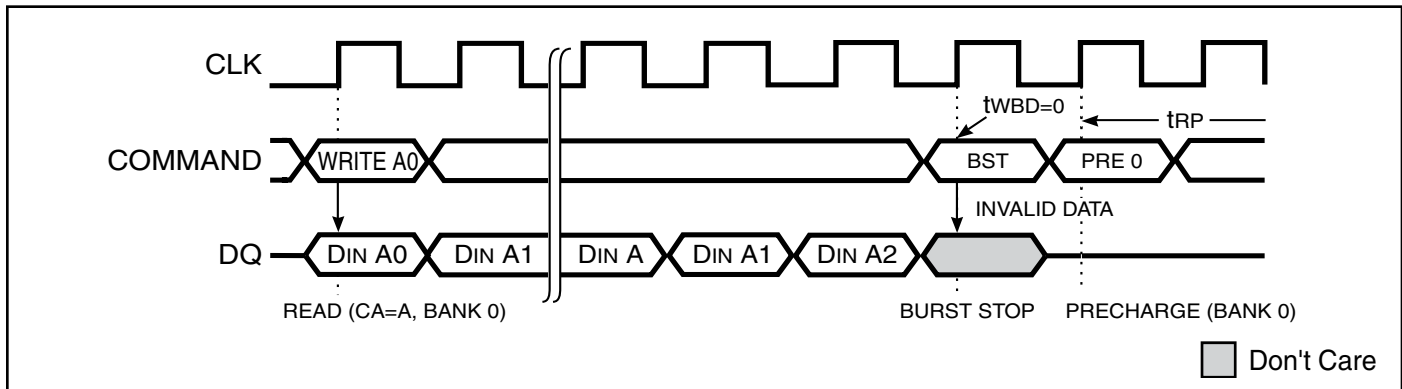 CLK
tWBD=0
tRP
COMMAND WRITE A0 BST PRE 0
INVALID DATA
DQ DIN A0 DIN A1 DIN A DIN A1 DIN A2
READ (CA=A, BANK 0) BURST STOP PRECHARGE (BANK 0)
Don't Care